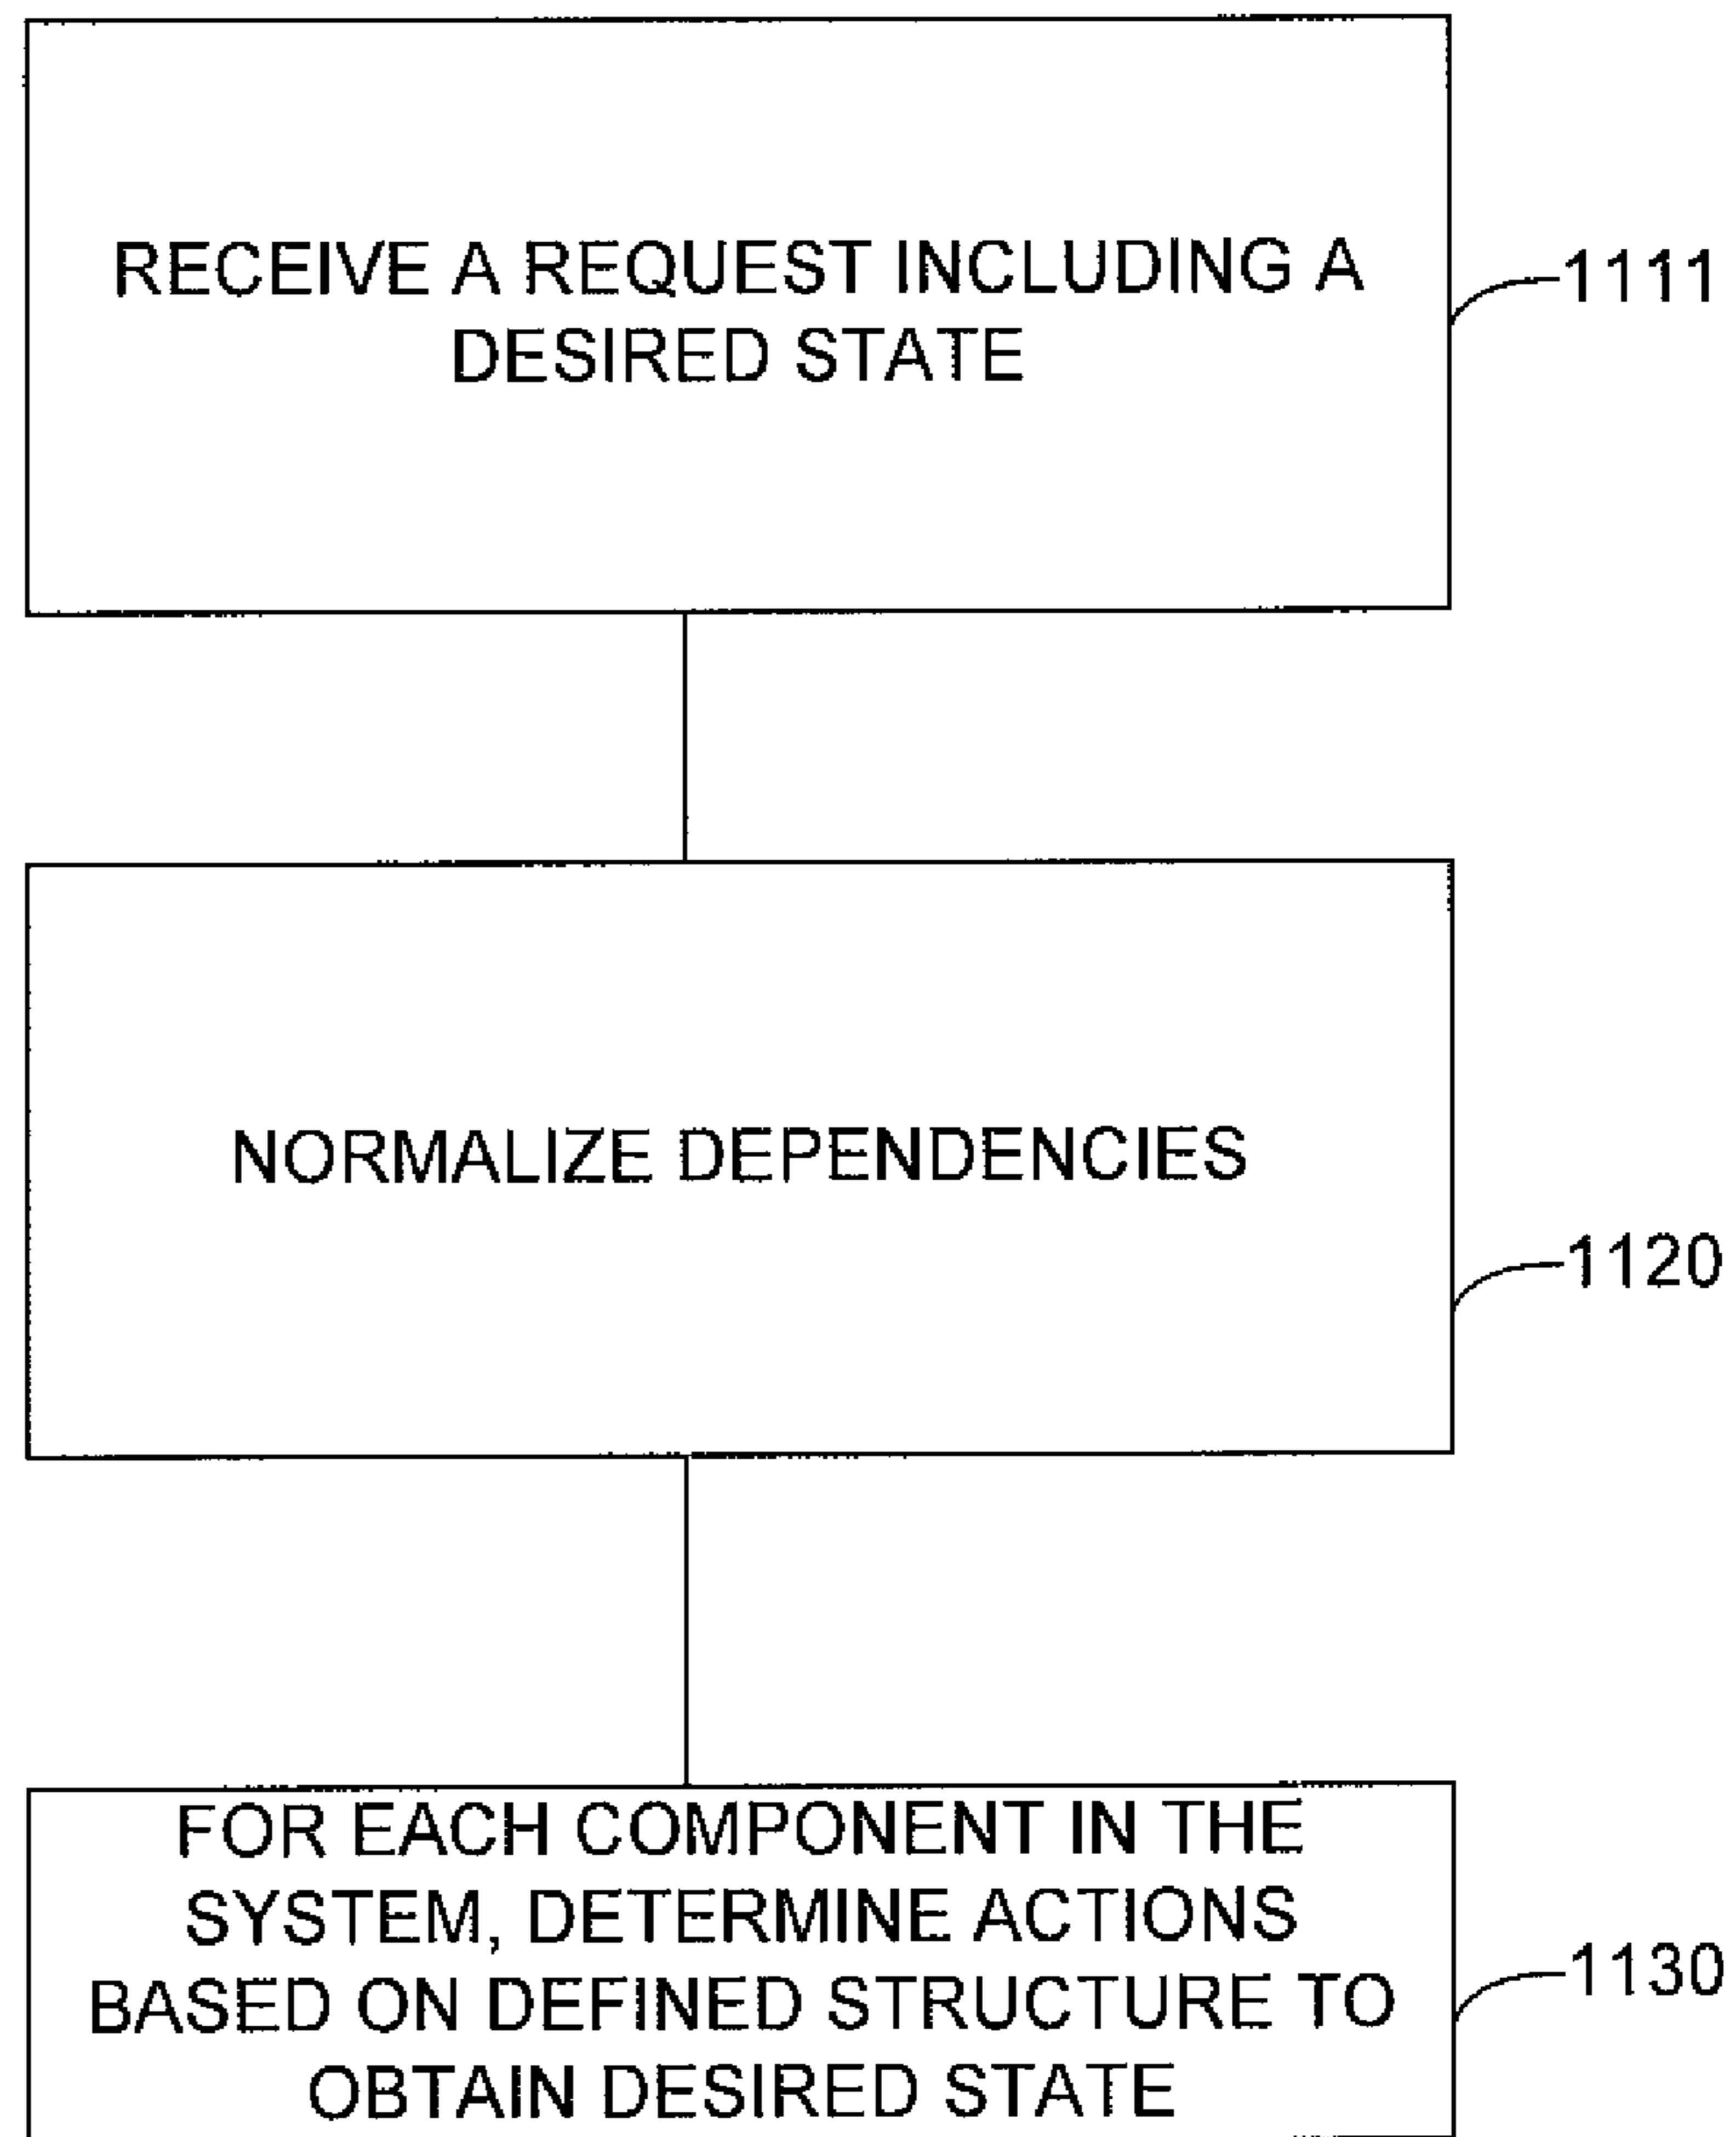 RECEIVE A REQUEST INCLUDING A
DESIRED STATE
1111
NORMALIZE DEPENDENCIES
1120
FOR EACH COMPONENT IN THE
SYSTEM, DETERMINE ACTIONS
BASED ON DEFINED STRUCTURE TO
OBTAIN DESIRED STATE
1130